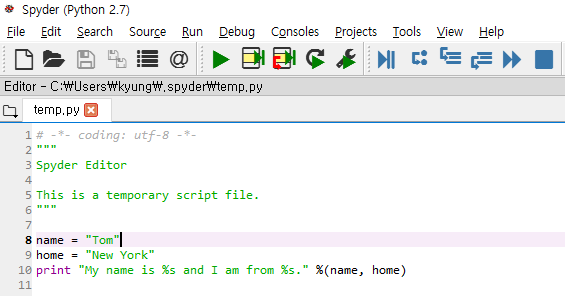 Spyder (Python 2.7)
File Edit Search Source Run Debug Consoles Projects Tools View Help
Editor - C:₩Users₩kyung₩.spyder₩temp.py
temp.py
1 # -*- coding: utf-8 -*-
2 """
3 Spyder Editor
4
5 This is a temporary script file.
6 """
7
8 name = "Tom"
9 home = "New York"
10 print "My name is %s and I am from %s." %(name, home)
11